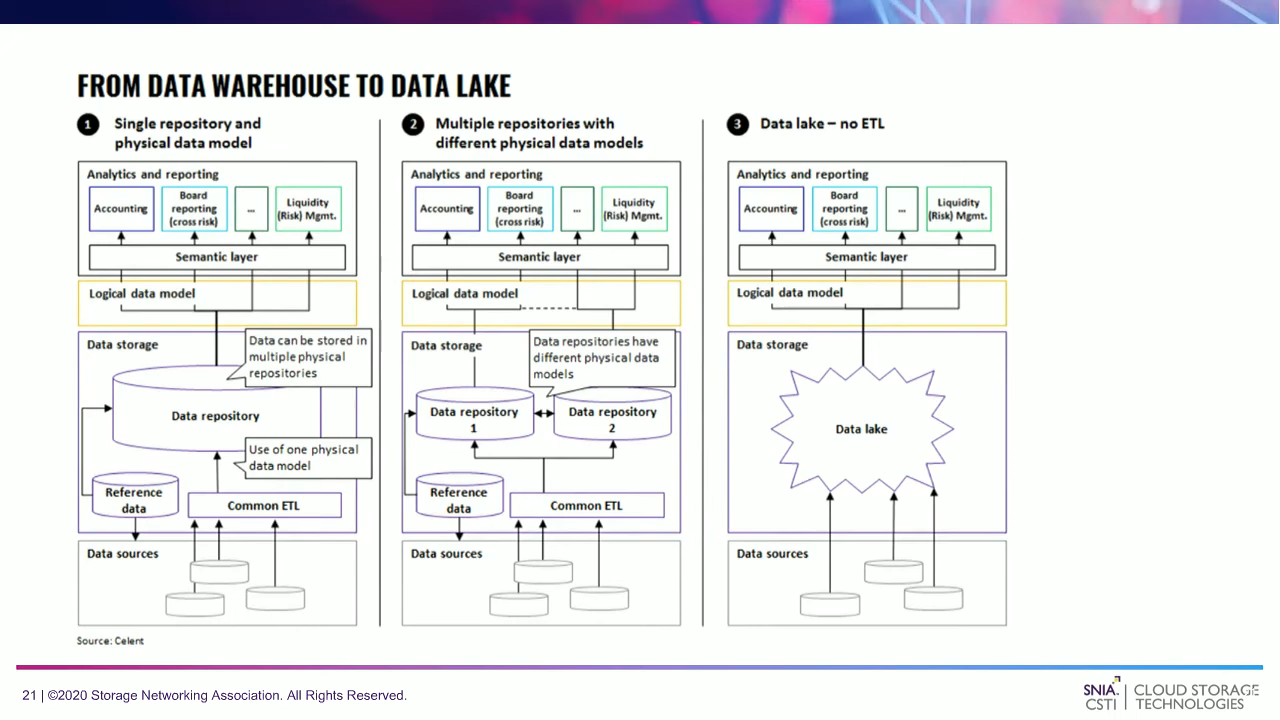 FROM DATA WAREHOUSE TO DATA LAKE
1
Single repository and
physical data model
Analytics and reporting
Accounting
Board
reporting
(cross risk)
...
Liquidity
(Risk) Mgmt.
Semantic layer
Logical data model
Data storage
Data can be stored in
multiple physical
repositories
Data repository
Use of one physical
data model
Reference
data
Common ETL
Data sources
2
Multiple repositories with
different physical data models
Analytics and reporting
Accounting
Board
reporting
(cross risk)
...
Liquidity
(Risk) Mgmt.
Semantic layer
Logical data model
Data storage
Data repositories have
different physical data
models
Data repository
1
Data repository
2
Reference
data
Common ETL
Data sources
3
Data lake – no ETL
Analytics and reporting
Accounting
Board
reporting
(cross risk)
...
Liquidity
(Risk) Mgmt.
Semantic layer
Logical data model
Data storage
Data lake
Data sources
Source: Celent
21 | ©2020 Storage Networking Association. All Rights Reserved.
SNIA
CSTI
CLOUD STORAGE
TECHNOLOGIES